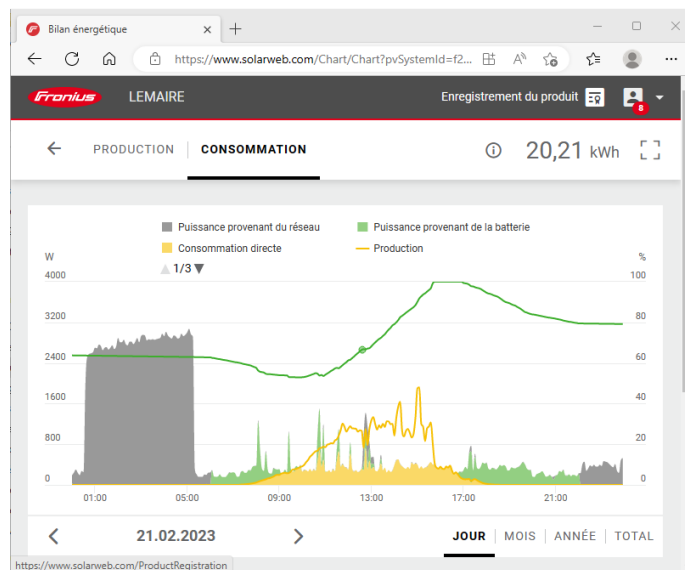 Bilan énergétique
https://www.solarweb.com/Chart/Chart?pvSystemId=f2...
Fronius LEMAIRE Enregistrement du produit 8
PRODUCTION CONSOMMATION 20,21 kWh
Puissance provenant du réseau Puissance provenant de la batterie
Consommation directe Production
1/3
W %
4000 100
3200 80
2400 60
1600 40
800 20
0 0
01:00 05:00 09:00 13:00 17:00 21:00
21.02.2023 JOUR MOIS ANNÉE TOTAL
https://www.solarweb.com/ProductRegistration